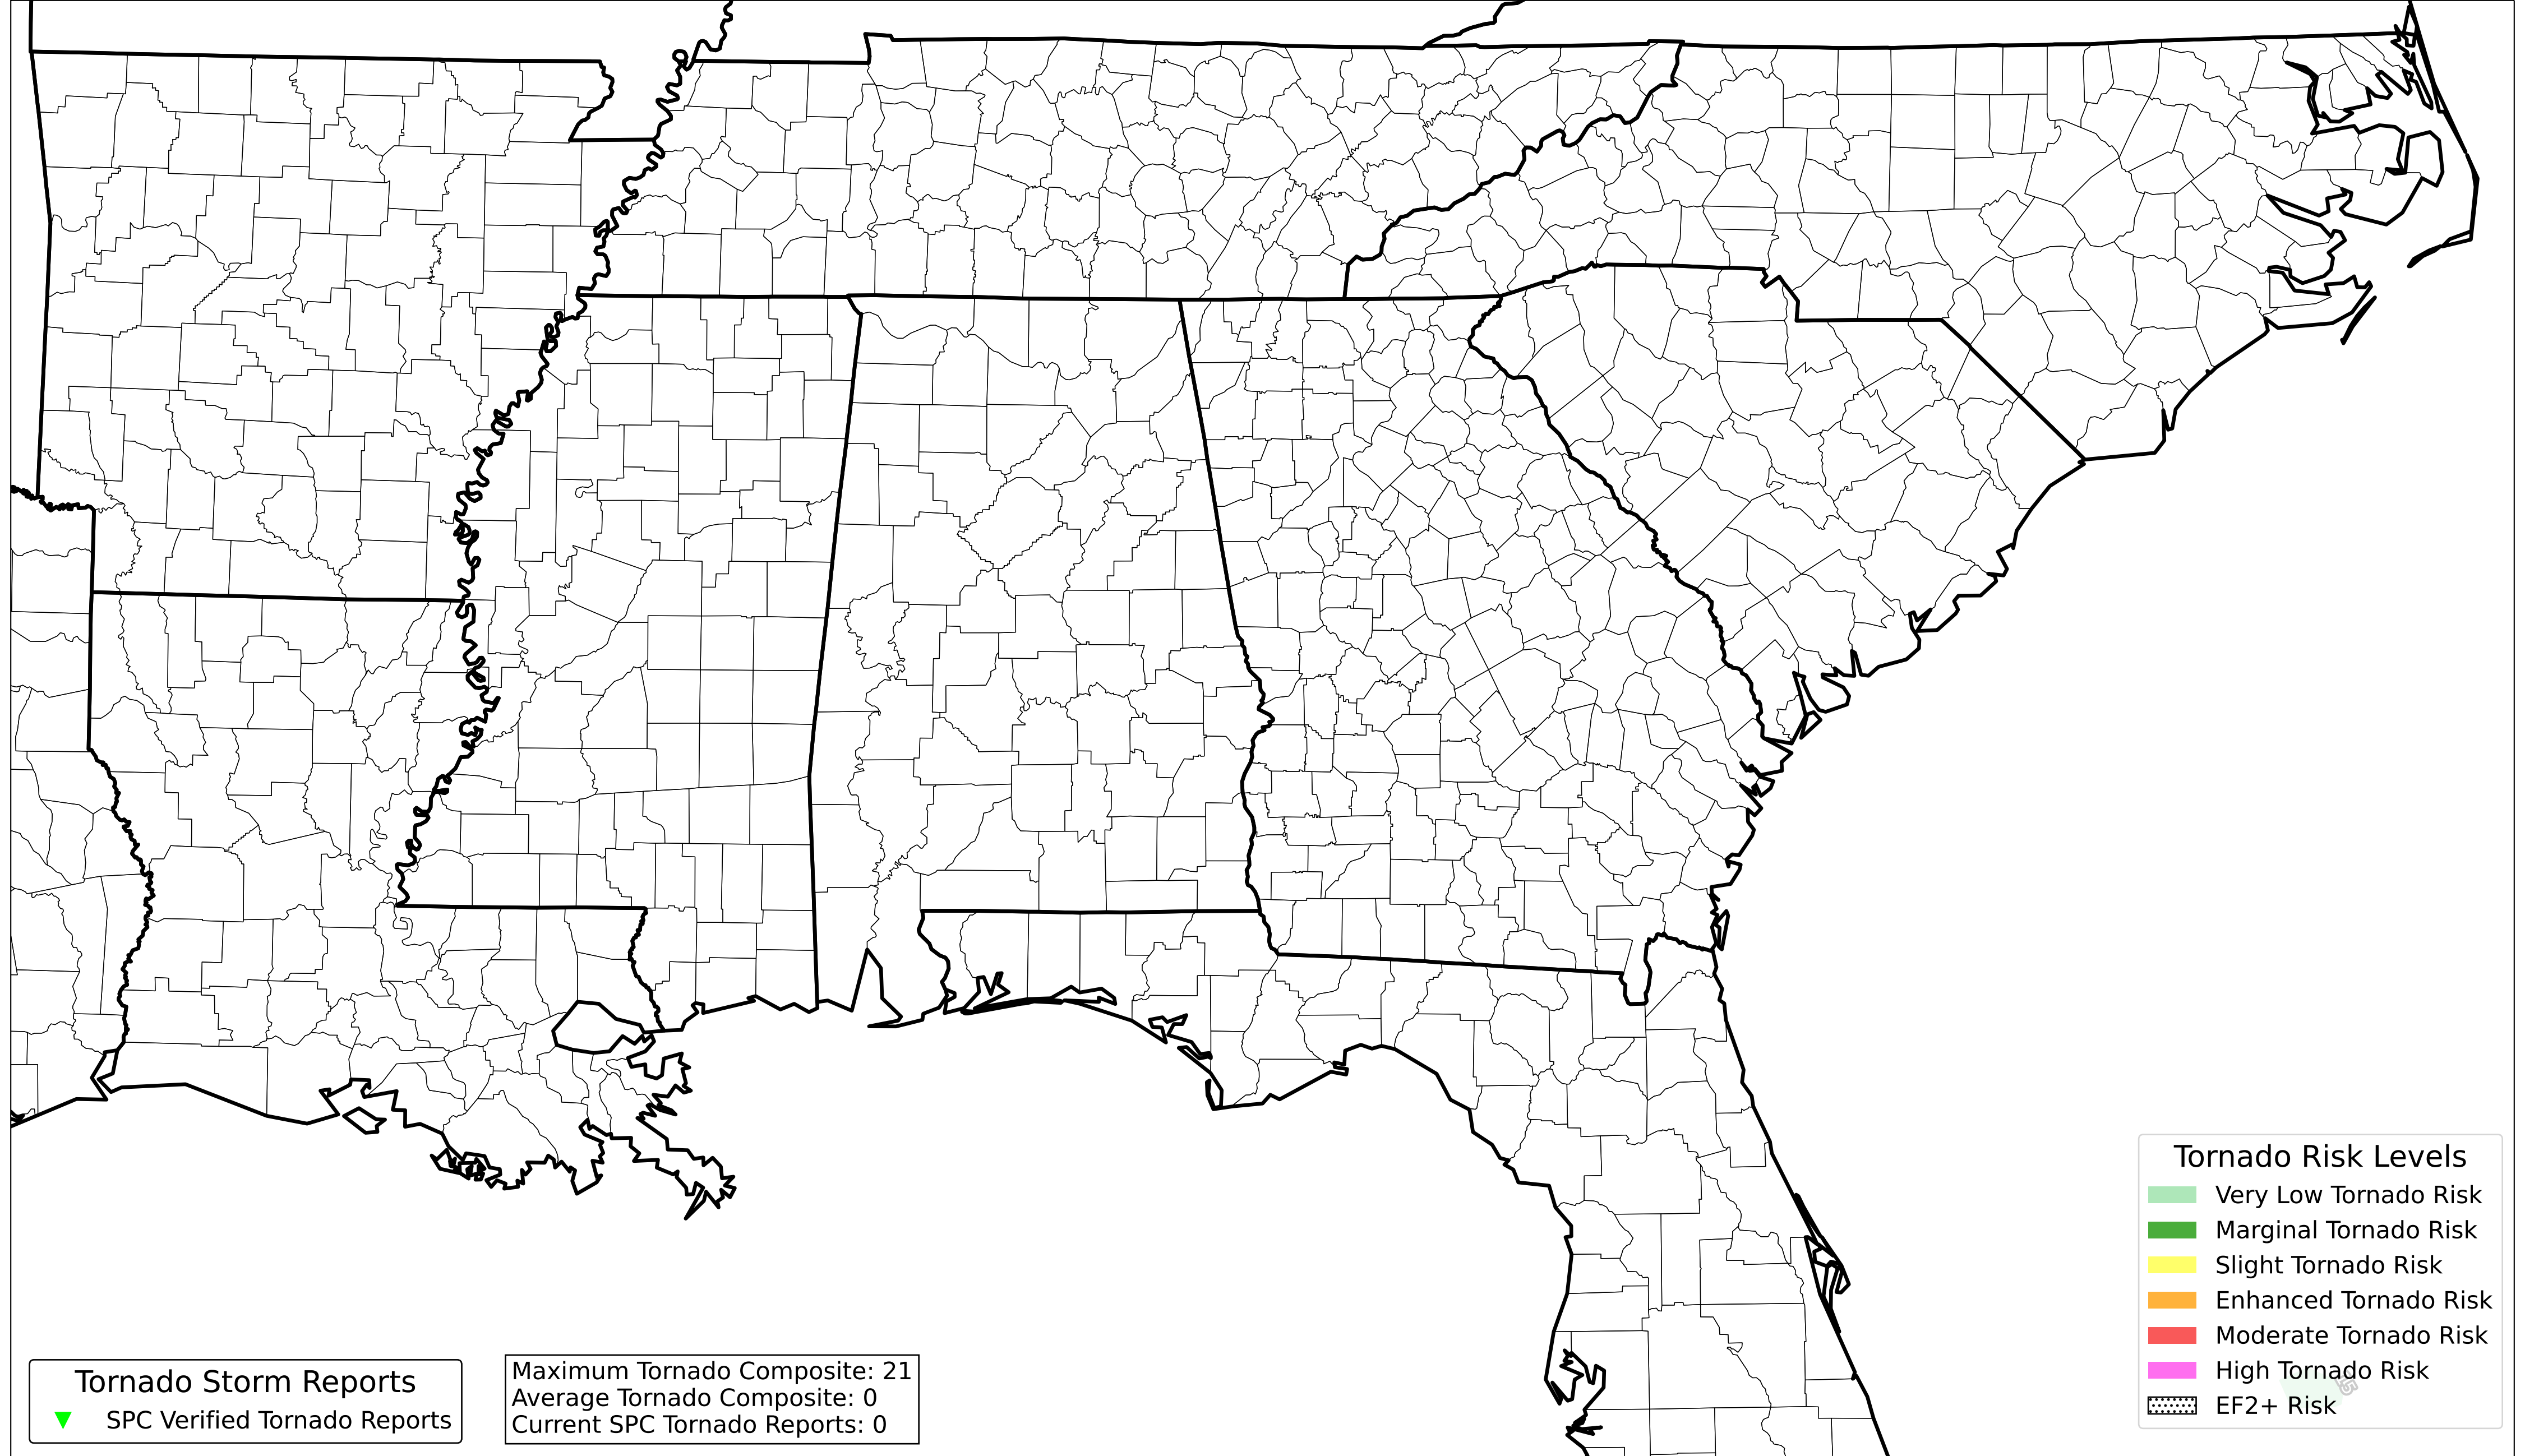 Tornado Storm Reports
SPC Verified Tornado Reports
Maximum Tornado Composite: 21
Average Tornado Composite: 0
Current SPC Tornado Reports: 0
Tornado Risk Levels
Very Low Tornado Risk
Marginal Tornado Risk
Slight Tornado Risk
Enhanced Tornado Risk
Moderate Tornado Risk
High Tornado Risk
EF2+ Risk